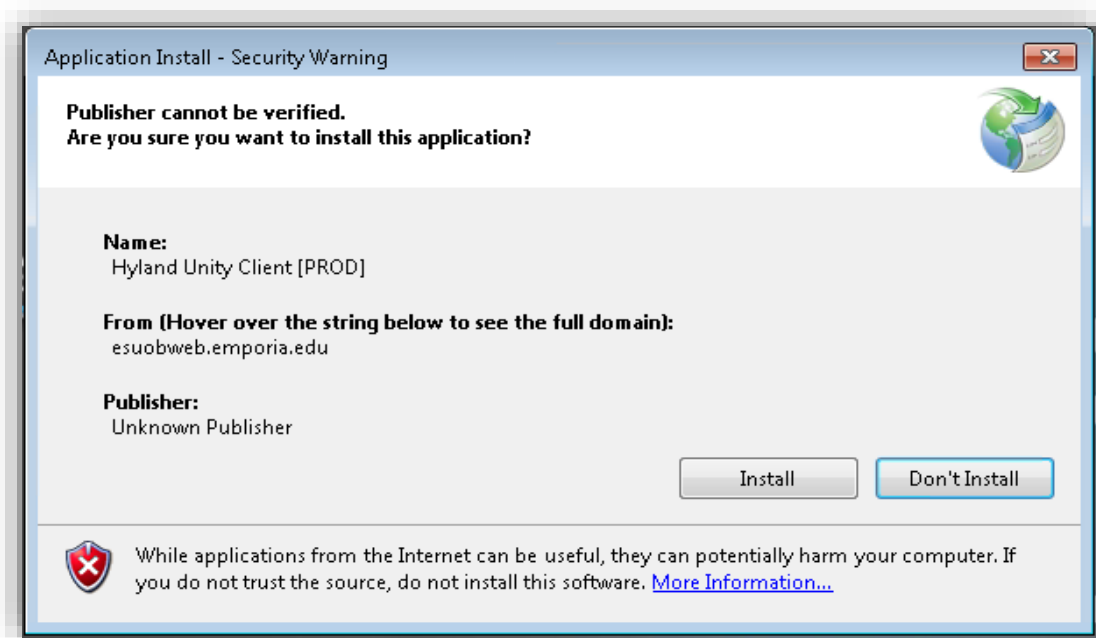 Application Install - Security Warning
Publisher cannot be verified.
Are you sure you want to install this application?
Name:
Hyland Unity Client [PROD]
From (Hover over the string below to see the full domain):
esuobweb.emporia.edu
Publisher:
Unknown Publisher
Install Don't Install
While applications from the Internet can be useful, they can potentially harm your computer. If
you do not trust the source, do not install this software. More Information...